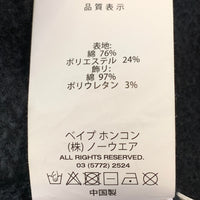 品質表示
表地:
綿 76%
ポリエステル 24%
飾り:
綿 97%
ポリウレタン 3%
ベイプ ホンコン
(株) ノーウエア
ALL RIGHTS RESERVED.
03 (5772) 2524
中国製